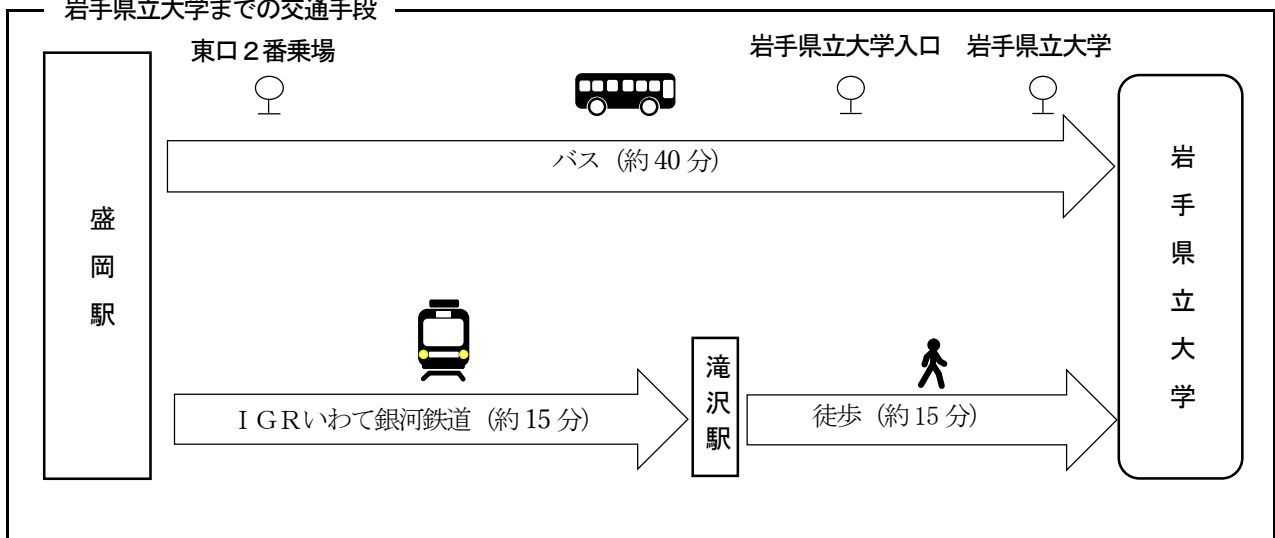 岩手県立大学までの交通手段
東口２番乗場
岩手県立大学入口
岩手県立大学
バス（約40分）
盛岡駅
岩手県立大学
ＩＧＲいわて銀河鉄道（約15分）
滝沢駅
徒歩（約15分）